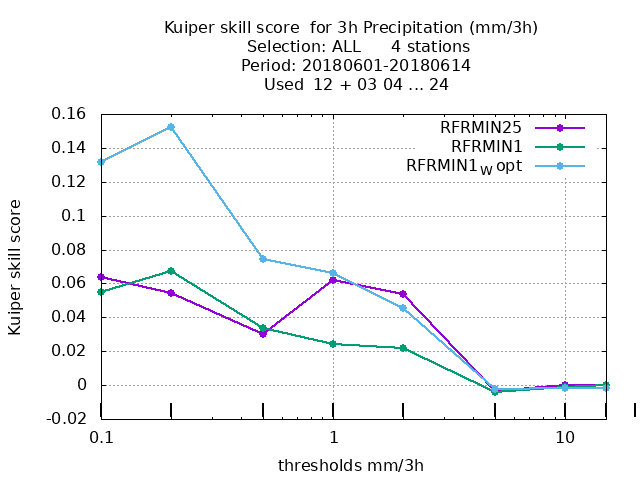 Kuiper skill score  for 3h Precipitation (mm/3h)
Selection: ALL      4 stations
Period: 20180601-20180614
Used  12 + 03 04 ... 24
0.16
0.14
0.12
0.1
0.08
0.06
0.04
0.02
0
-0.02
Kuiper skill score
RFRMIN25
RFRMIN1
RFRMIN1W opt
0.1
1
10
thresholds mm/3h